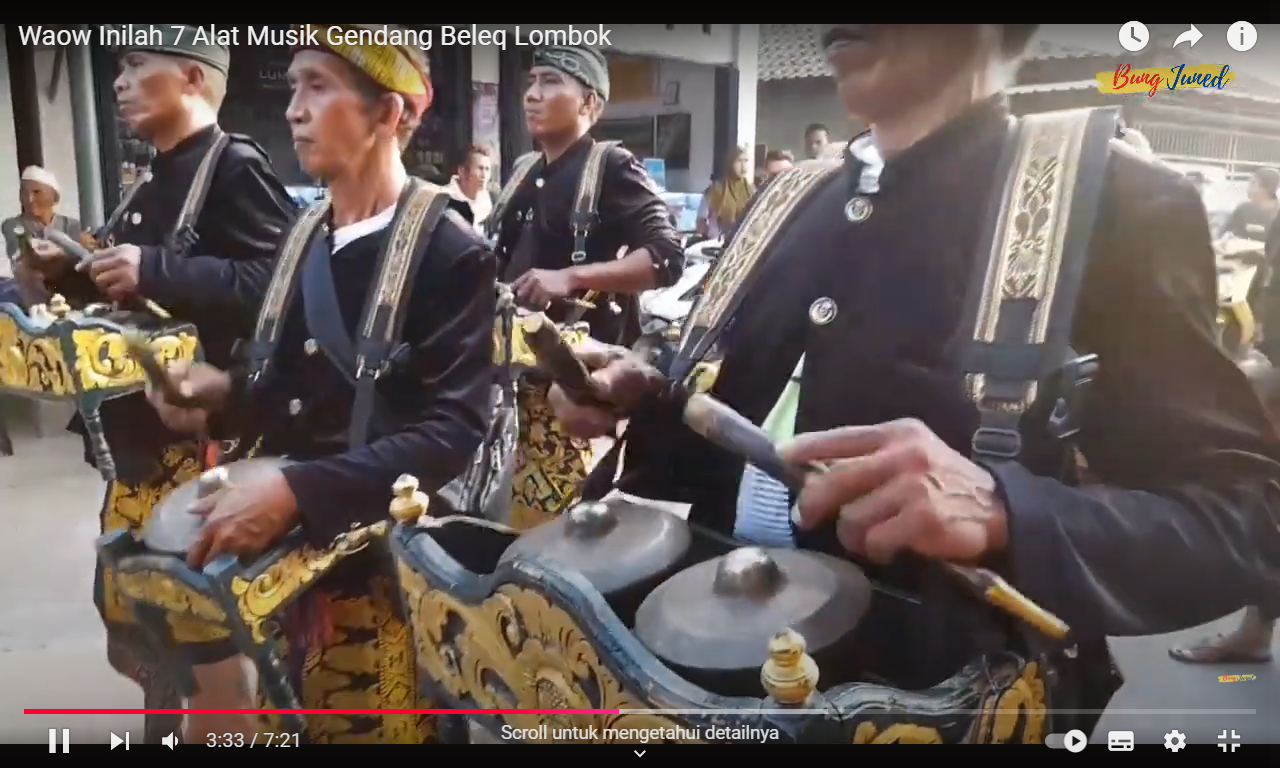 Waow Inilah 7 Alat Musik Gendang Beleq Lombok
Bung Juned
3:33 / 7:21
Scroll untuk mengetahui detailnya